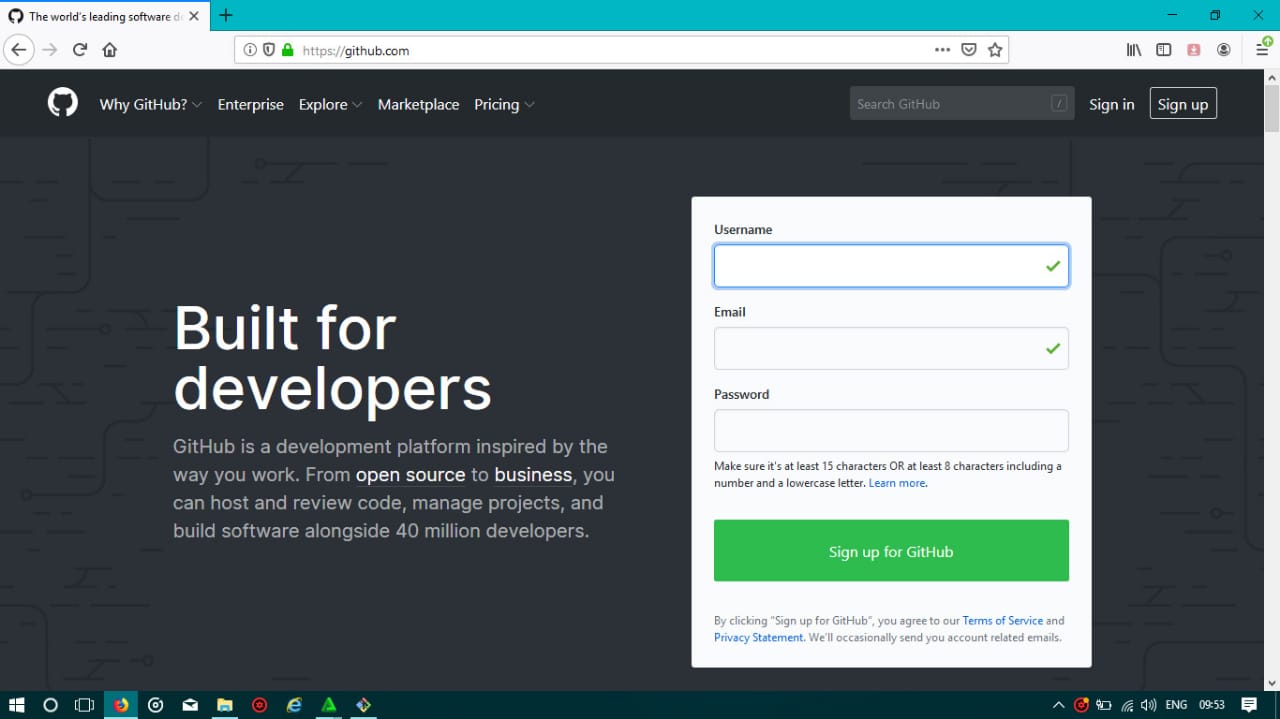 The world's leading software de
https://github.com
Why GitHub? Enterprise Explore Marketplace Pricing
Search GitHub /
Sign in
Sign up
Built for
developers
GitHub is a development platform inspired by the
way you work. From open source to business, you
can host and review code, manage projects, and
build software alongside 40 million developers.
Username
Email
Password
Make sure it's at least 15 characters OR at least 8 characters including a
number and a lowercase letter. Learn more.
Sign up for GitHub
By clicking “Sign up for GitHub”, you agree to our Terms of Service and
Privacy Statement. We’ll occasionally send you account related emails.
ENG 09:53